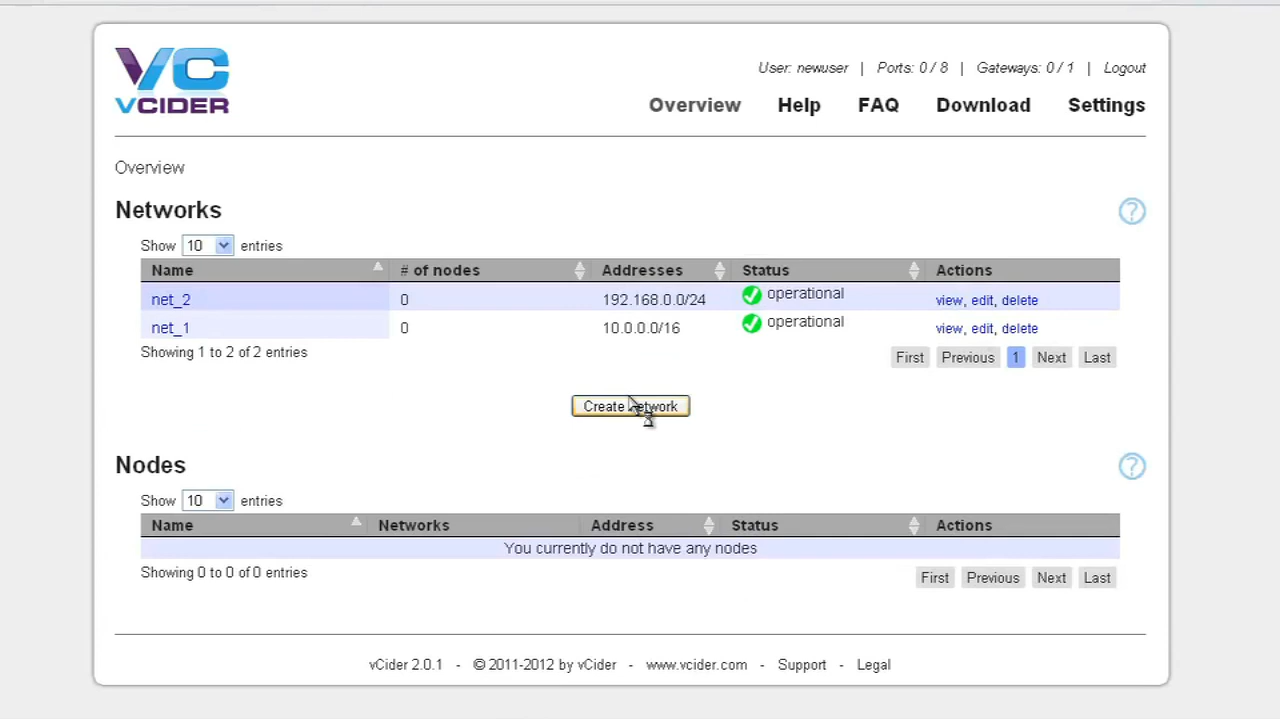 VC
VCIDER
User: newuser | Ports: 0 / 8 | Gateways: 0 / 1 | Logout
Overview Help FAQ Download Settings
Overview
Networks
Show 10 entries
Name # of nodes Addresses Status Actions
net_2 0 192.168.0.0/24 operational view, edit, delete
net_1 0 10.0.0.0/16 operational view, edit, delete
Showing 1 to 2 of 2 entries
First Previous 1 Next Last
Create Network
Nodes
Show 10 entries
Name Networks Address Status Actions
You currently do not have any nodes
Showing 0 to 0 of 0 entries
First Previous Next Last
vCider 2.0.1 - © 2011-2012 by vCider - www.vcider.com - Support - Legal